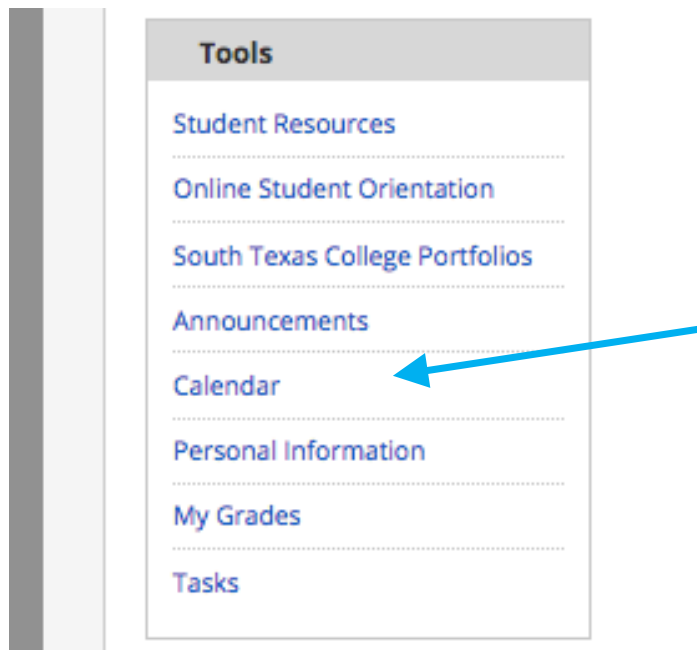 Tools
Student Resources
Online Student Orientation
South Texas College Portfolios
Announcements
Calendar
Personal Information
My Grades
Tasks